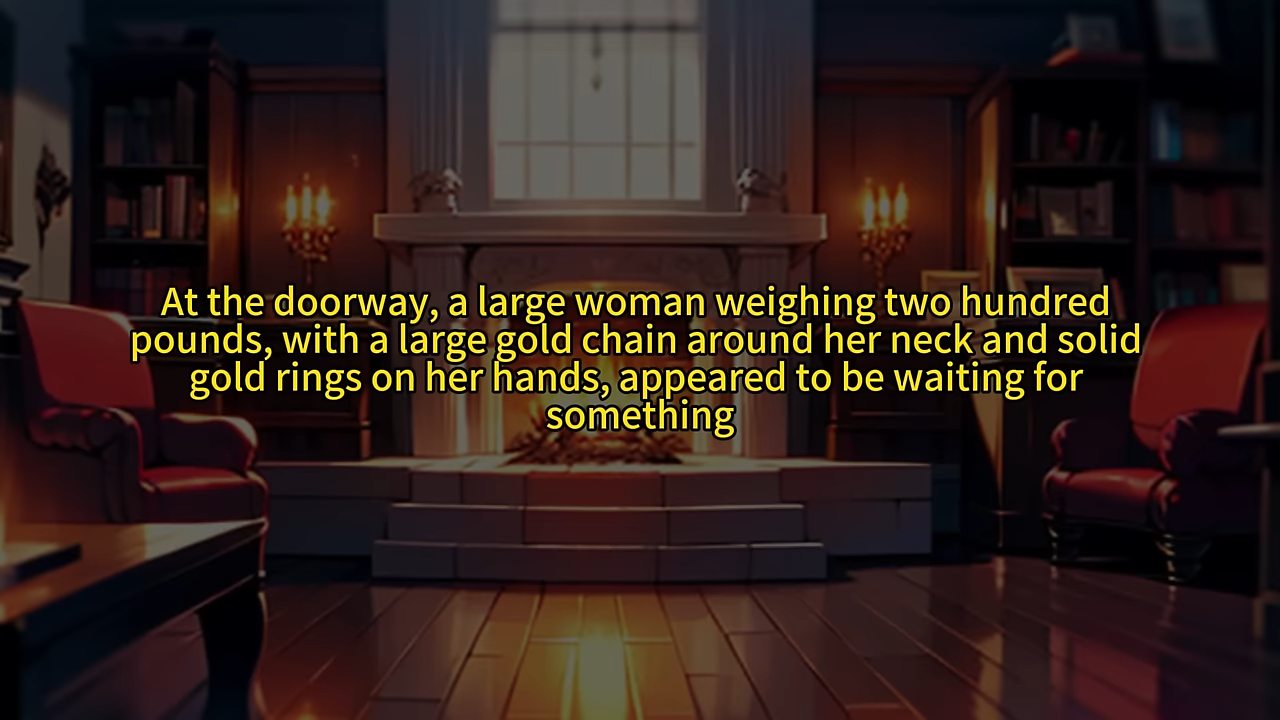 At the doorway, a large woman weighing two hundred
pounds, with a large gold chain around her neck and solid
gold rings on her hands, appeared to be waiting for
something